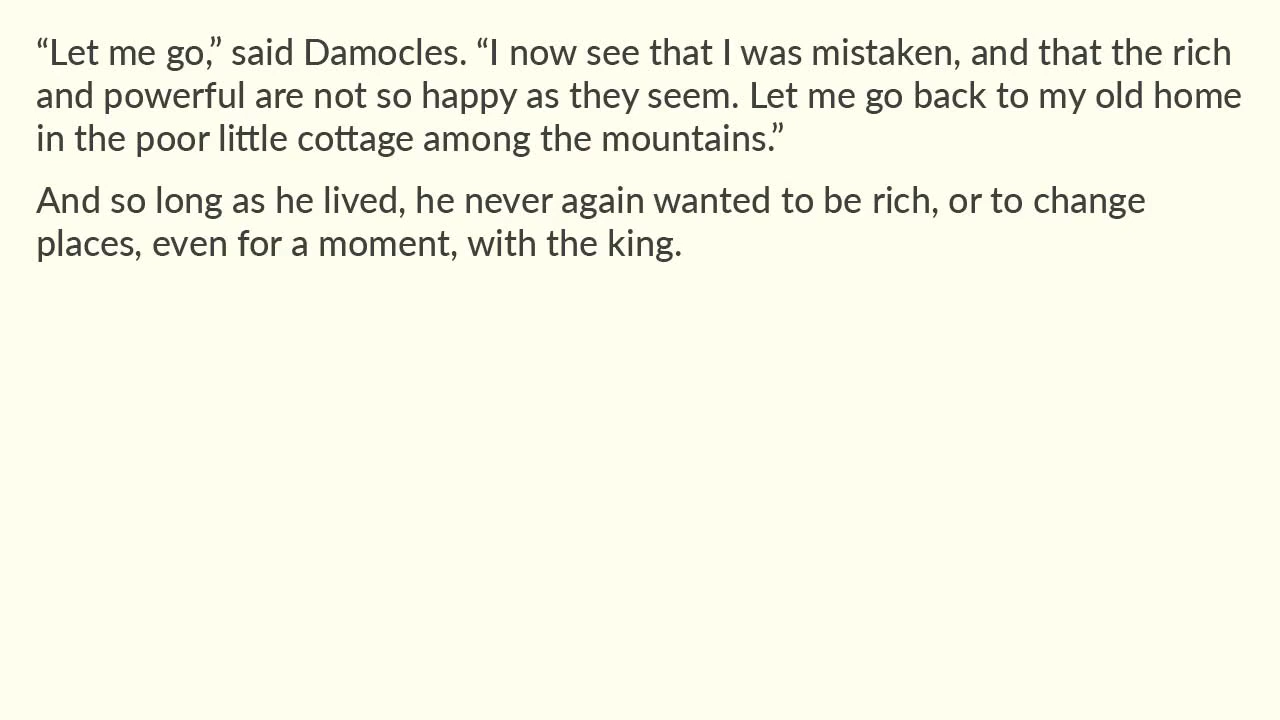 “Let me go,” said Damocles. “I now see that I was mistaken, and that the rich
and powerful are not so happy as they seem. Let me go back to my old home
in the poor little cottage among the mountains.”
And so long as he lived, he never again wanted to be rich, or to change
places, even for a moment, with the king.